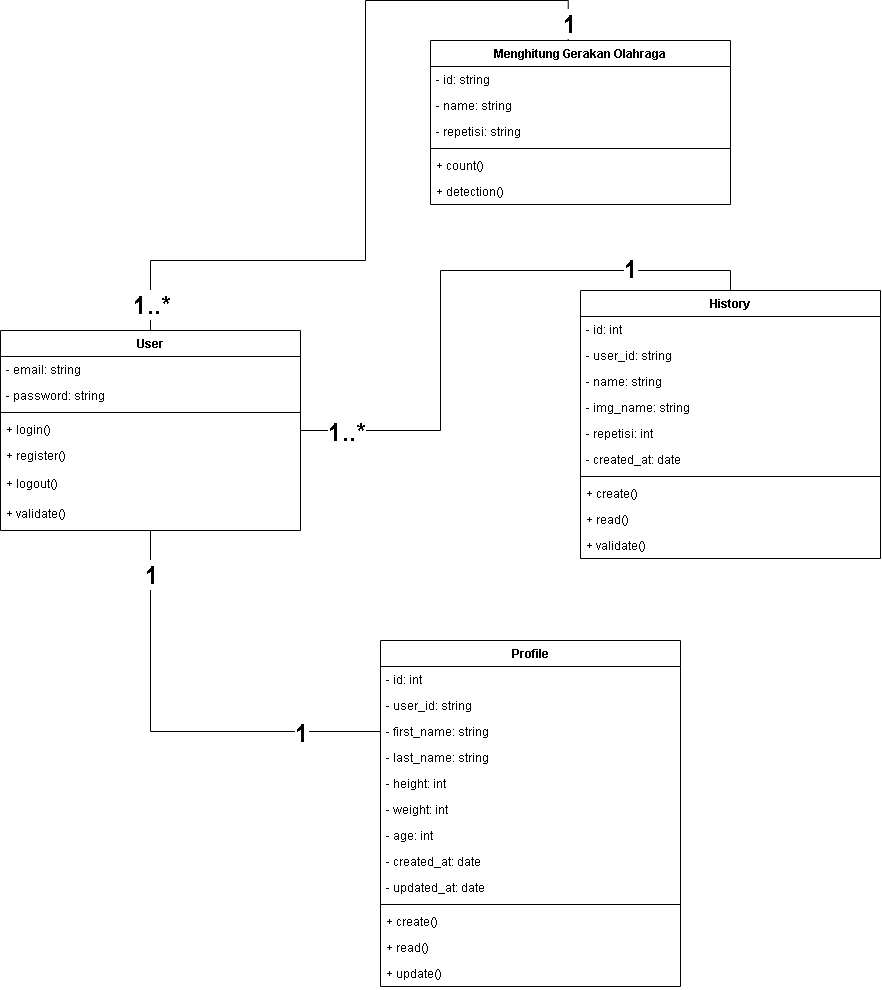 1
Menghitung Gerakan Olahraga
- id: string
- name: string
- repetisi: string
+ count()
+ detection()
1..*
User
- email: string
- password: string
+ login()
+ register()
+ logout()
+ validate()
1..*
1
History
- id: int
- user_id: string
- name: string
- img_name: string
- repetisi: int
- created_at: date
+ create()
+ read()
+ validate()
1
1
Profile
- id: int
- user_id: string
- first_name: string
- last_name: string
- height: int
- weight: int
- age: int
- created_at: date
- updated_at: date
+ create()
+ read()
+ update()